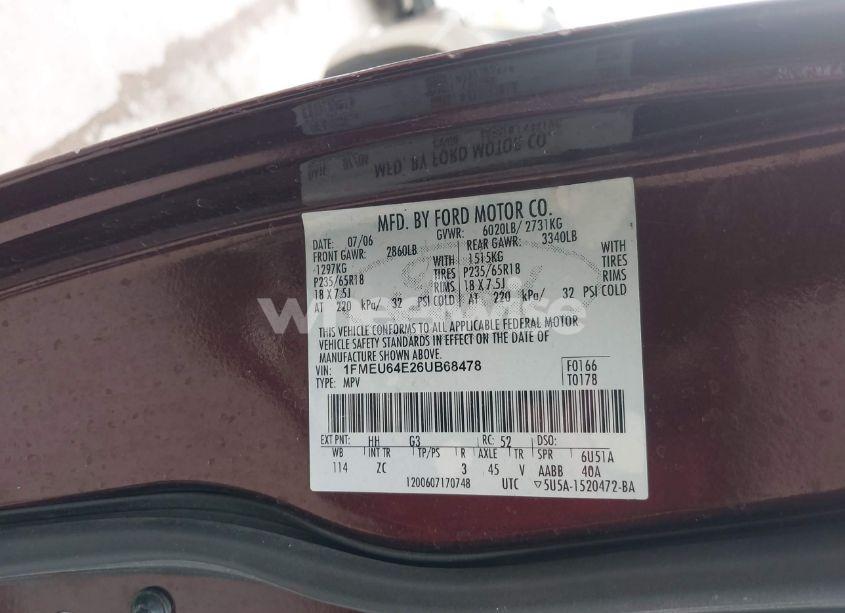 MFD. BY FORD MOTOR CO.
DATE: 07/06 GVWR: 6020LB/ 2731KG
FRONT GAWR: 2860LB REAR GAWR: 3340LB
1297KG WITH 1515KG WITH
P235/65R18 TIRES P235/65R18 TIRES
18 X 7.5J RIMS 18 X 7.5J RIMS
AT 220 kPa/ 32 PSI COLD AT 220 kPa/ 32 PSI COLD
wheelwise
THIS VEHICLE CONFORMS TO ALL APPLICABLE FEDERAL MOTOR
VEHICLE SAFETY STANDARDS IN EFFECT ON THE DATE OF
MANUFACTURE SHOWN ABOVE.
VIN: 1FMEU64E26UB68478 F0166
TYPE: MPV T0178
EXT PNT: HH G3 RC: 52 DSO:
WB INT TR TP/PS R AXLE TR SPR 6U51A
114 ZC 3 45 V AABB 40A
1200607170748 UTC ▽5U5A-1520472-BA